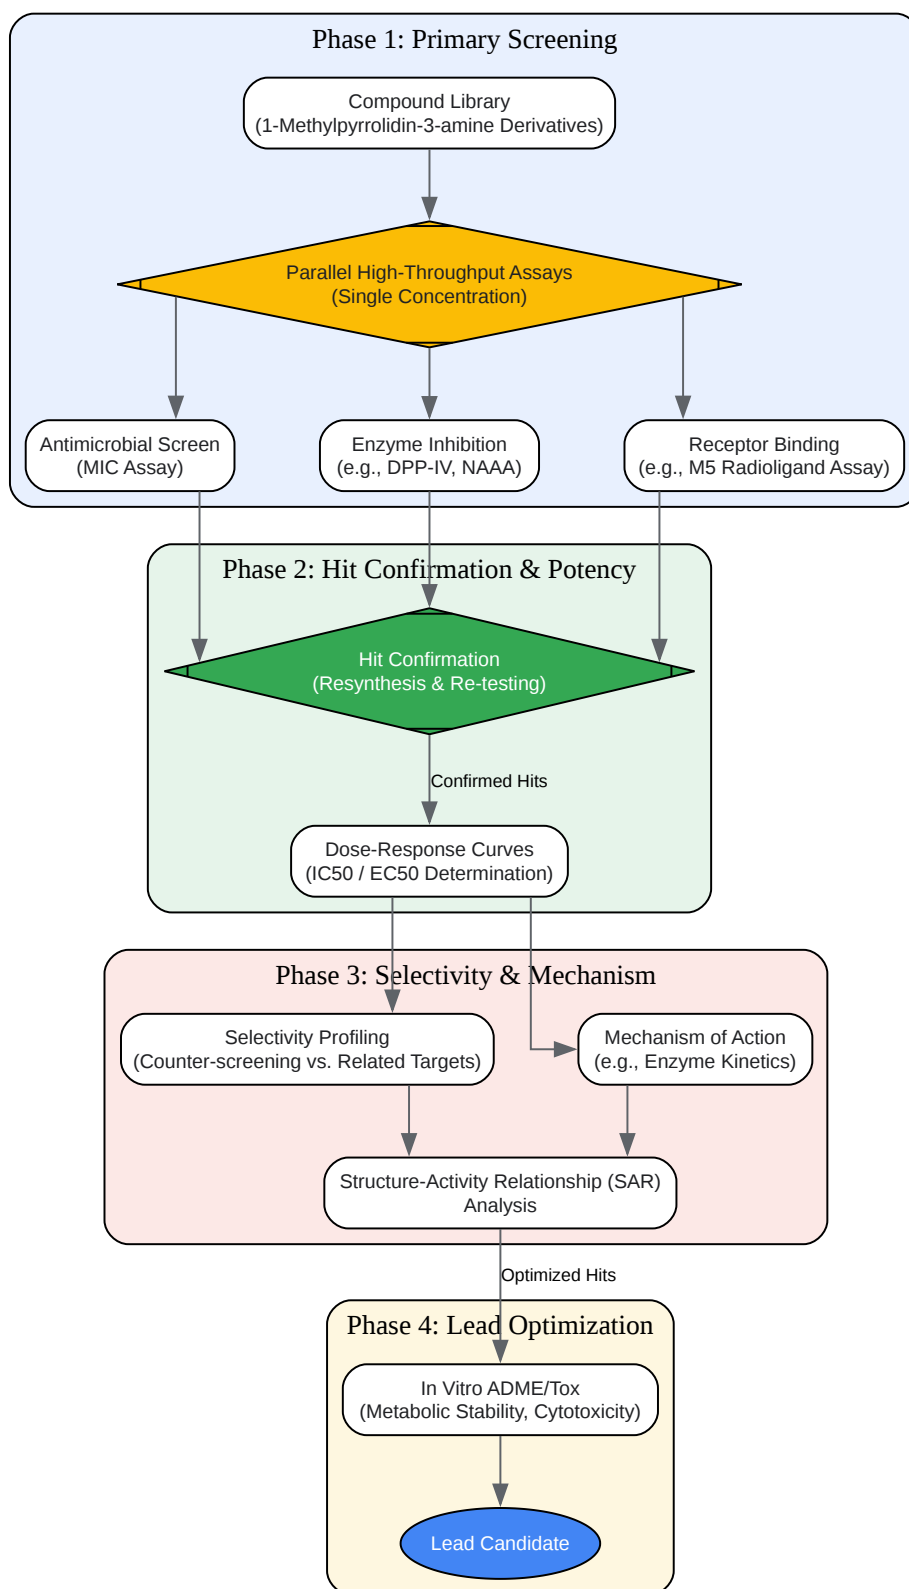 Phase 1: Primary Screening
Compound Library
(1-Methylpyrrolidin-3-amine Derivatives)
Parallel High-Throughput Assays
(Single Concentration)
Antimicrobial Screen
(MIC Assay)
Enzyme Inhibition
(e.g., DPP-IV, NAAA)
Receptor Binding
(e.g., M5 Radioligand Assay)
Phase 2: Hit Confirmation & Potency
Hit Confirmation
(Resynthesis & Re-testing)
Confirmed Hits
Dose-Response Curves
(IC50 / EC50 Determination)
Phase 3: Selectivity & Mechanism
Selectivity Profiling
(Counter-screening vs. Related Targets)
Mechanism of Action
(e.g., Enzyme Kinetics)
Structure-Activity Relationship (SAR)
Analysis
Optimized Hits
Phase 4: Lead Optimization
In Vitro ADME/Tox
(Metabolic Stability, Cytotoxicity)
Lead Candidate